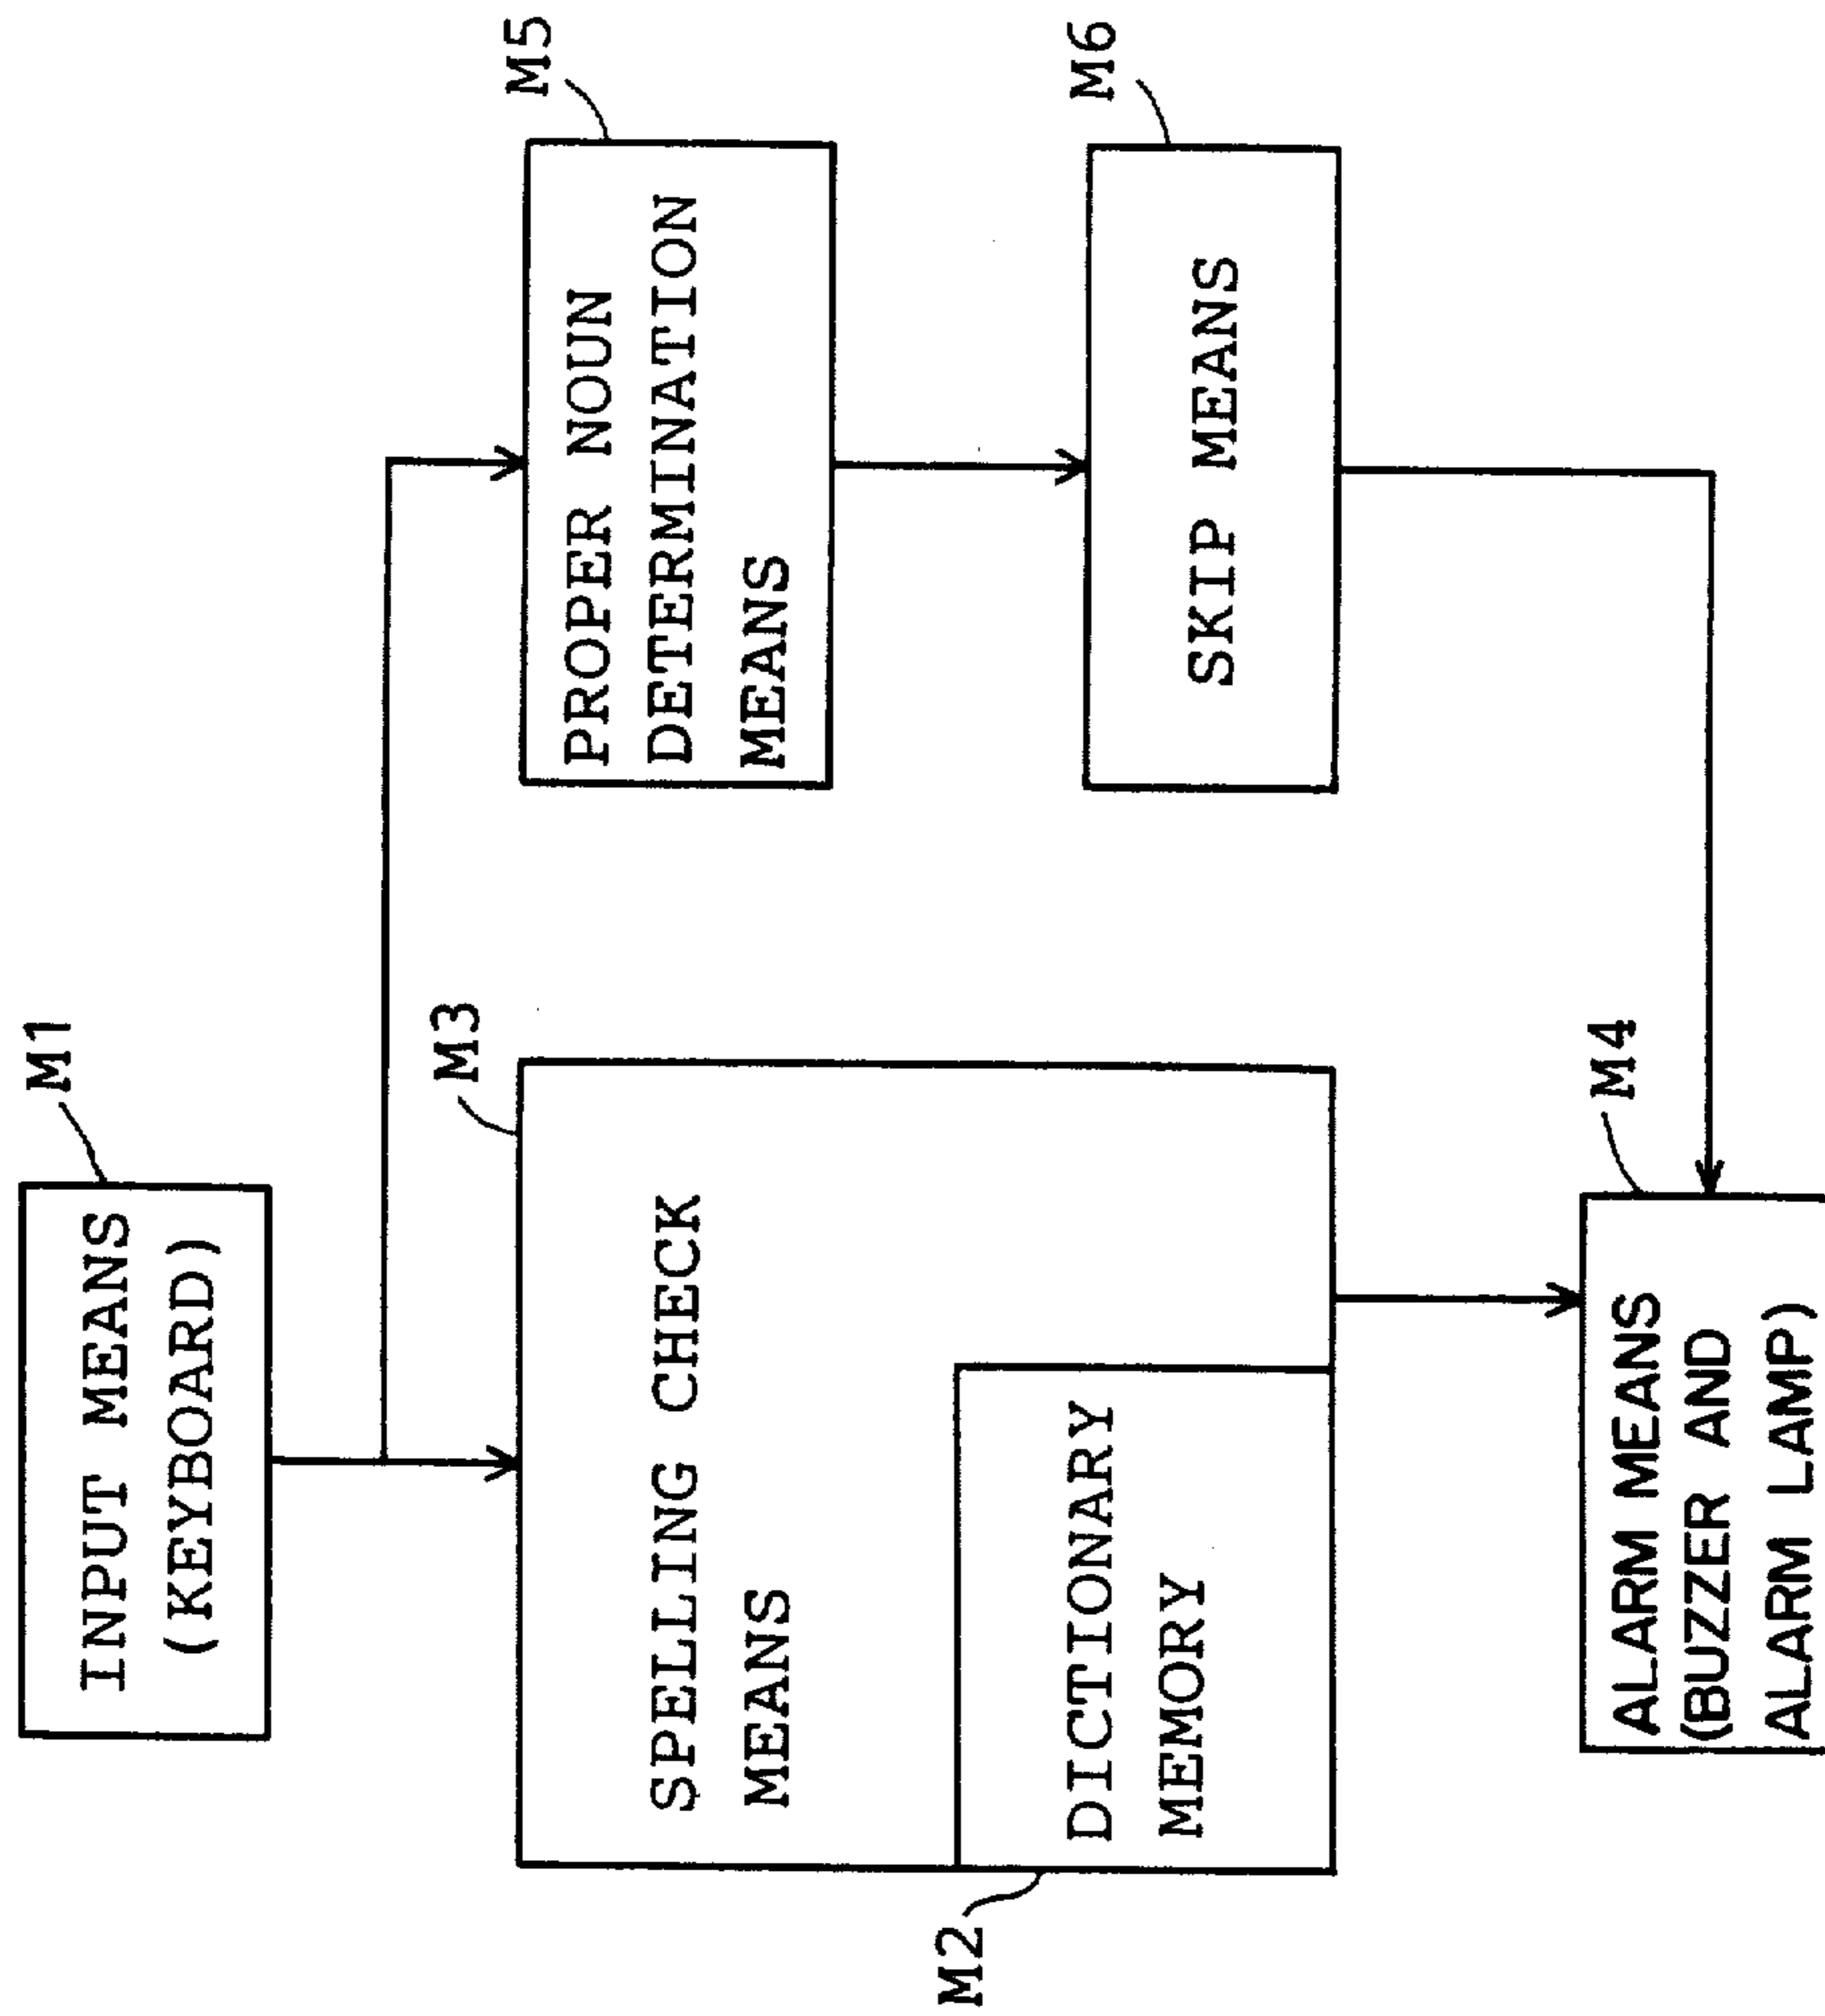 M1
INPUT MEANS
(KEYBOARD)
M3
SPELLING CHECK
MEANS
M2
DICTIONARY
MEMORY
M5
PROPER NOUN
DETERMINATION
MEANS
M6
SKIP MEANS
M4
ALARM MEANS
(BUZZER AND
ALARM LAMP)